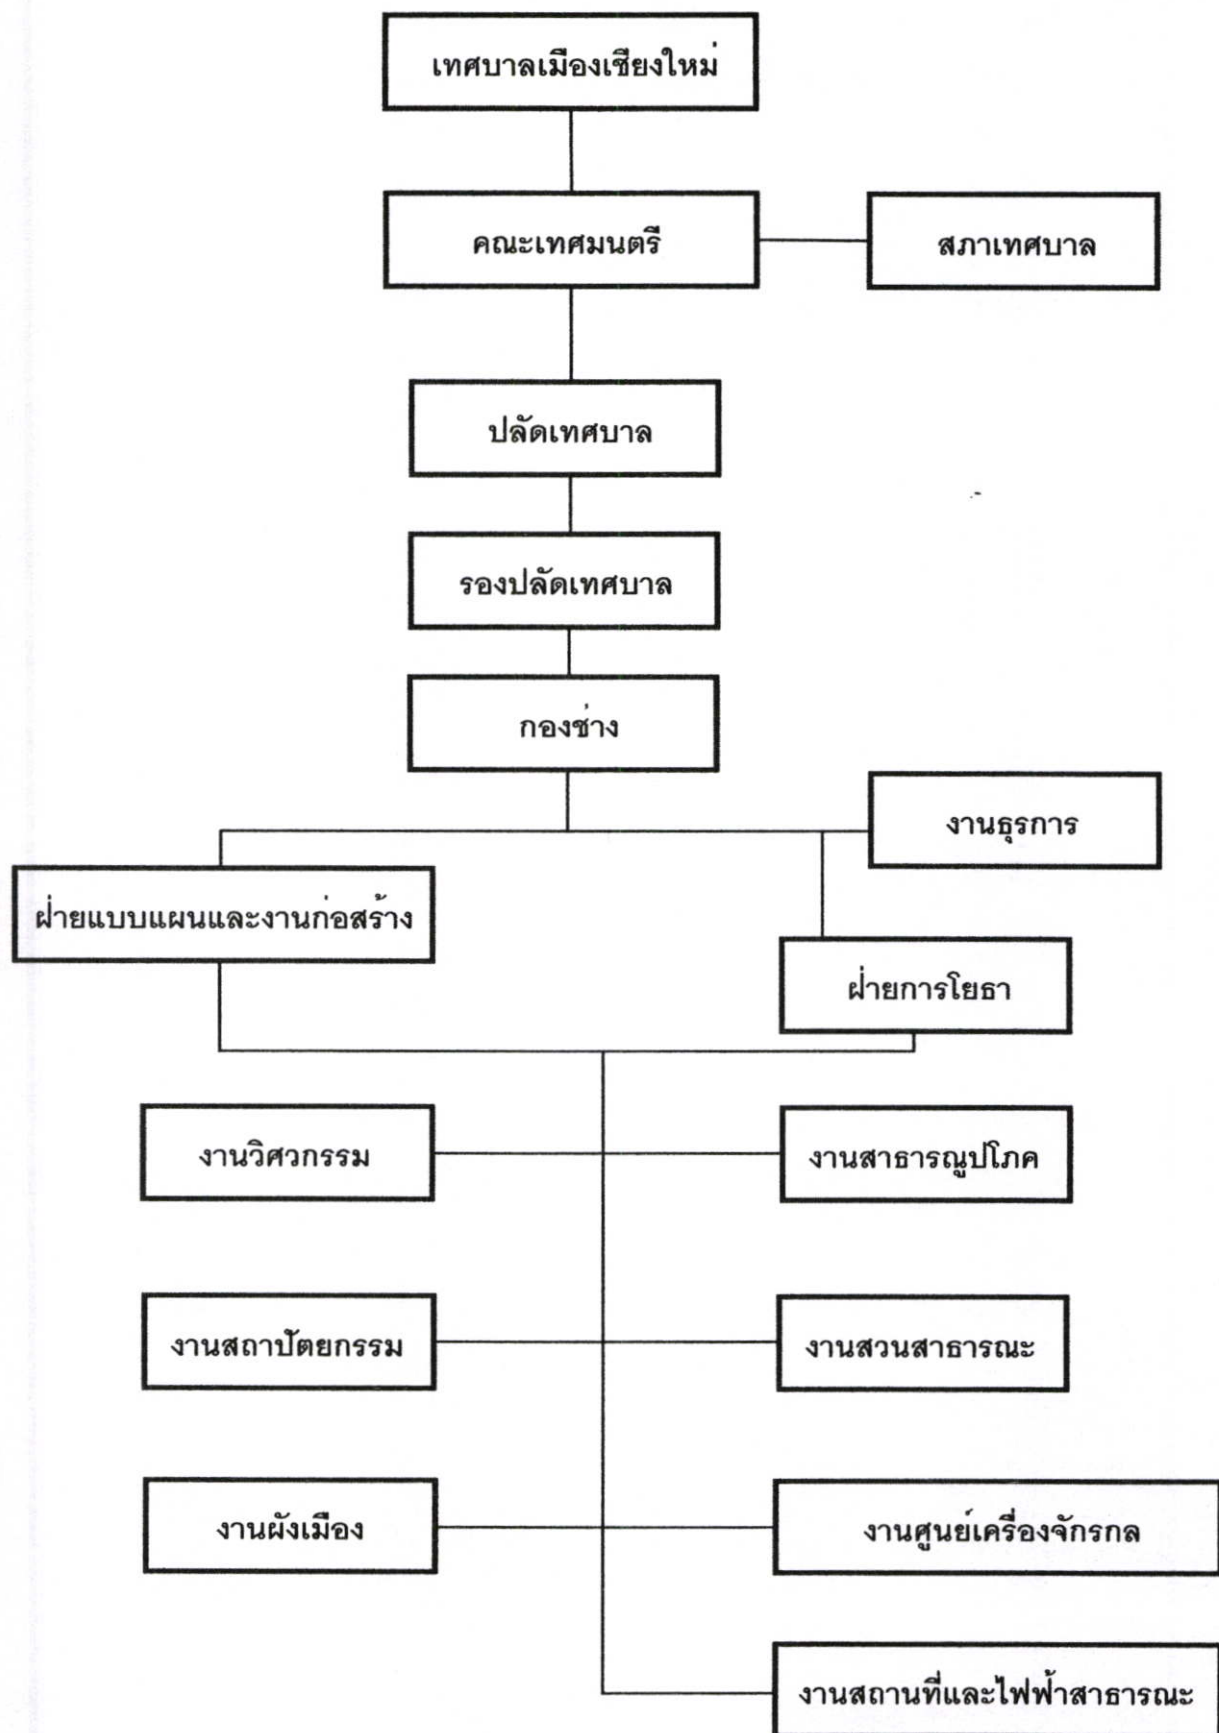 เทศบาลเมืองเชียงใหม่
คณะเทศมนตรี
สภาเทศบาล
ปลัดเทศบาล
รองปลัดเทศบาล
กองช่าง
งานธุรการ
ฝ่ายแบบแผนและงานก่อสร้าง
ฝ่ายการโยธา
งานวิศวกรรม
งานสาธารณูปโภค
งานสถาปัตยกรรม
งานสวนสาธารณะ
งานผังเมือง
งานศูนย์เครื่องจักรกล
งานสถานที่และไฟฟ้าสาธารณะ